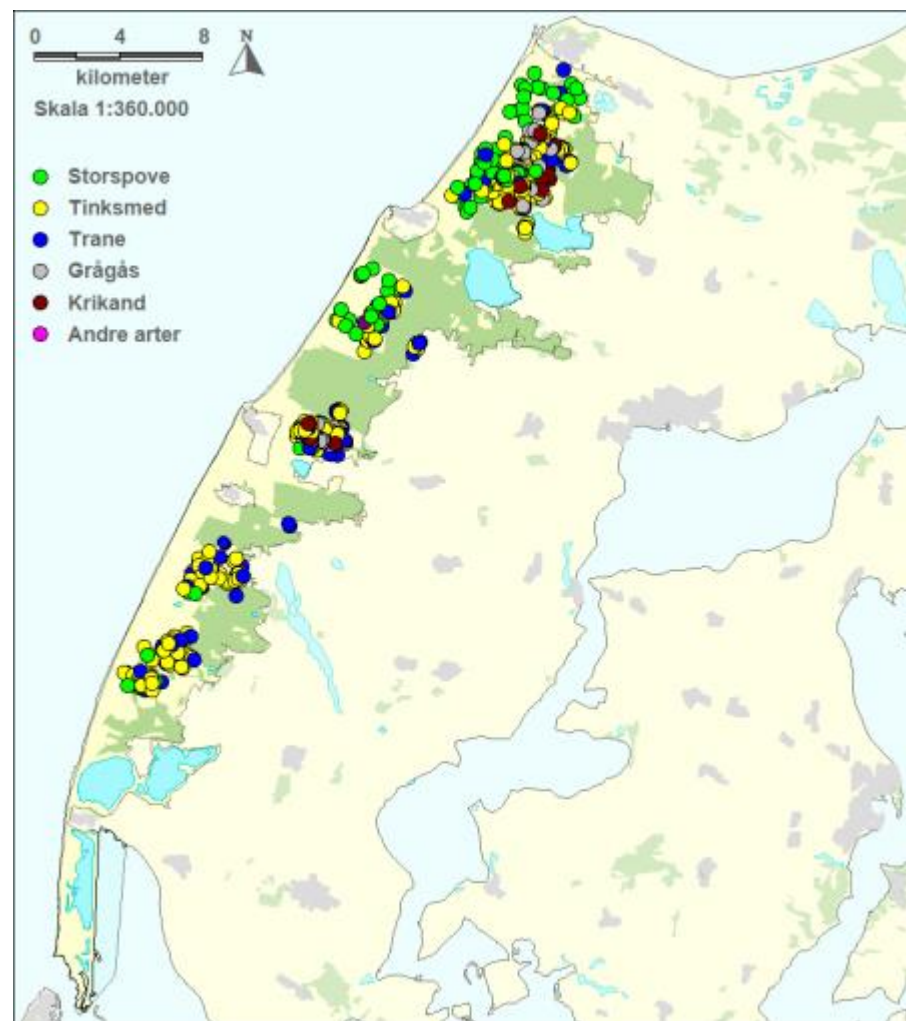 0 4 8
N
kilometer
Skala 1:360.000
Storspove
Tinksmed
Trane
Grågås
Krikand
Andre arter